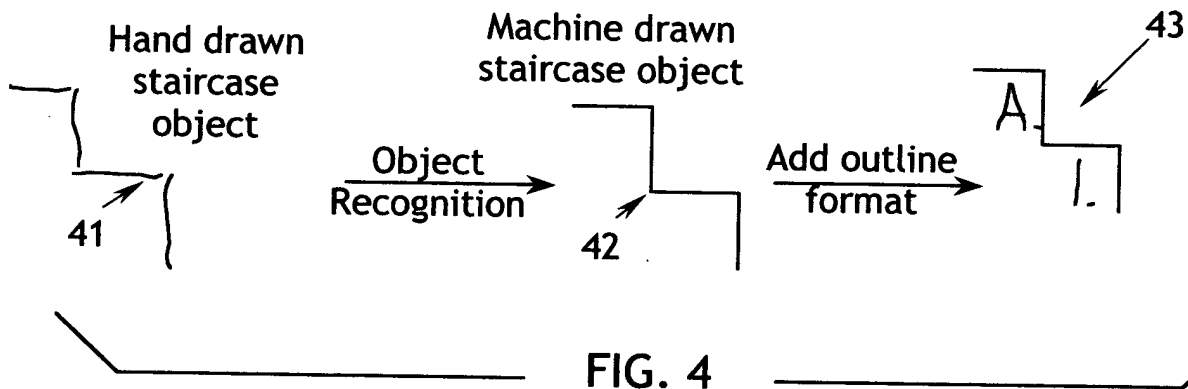 Hand drawn
staircase
object
41
Object
Recognition
Machine drawn
staircase object
42
Add outline
format
43
A.
1.
FIG. 4